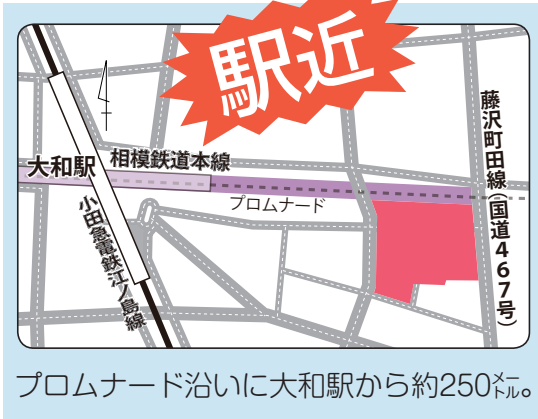 駅近
大和駅
相模鉄道本線
プロムナード
小田急電鉄江ノ島線
藤沢町田線(国道467号)
プロムナード沿いに大和駅から約250㍍。